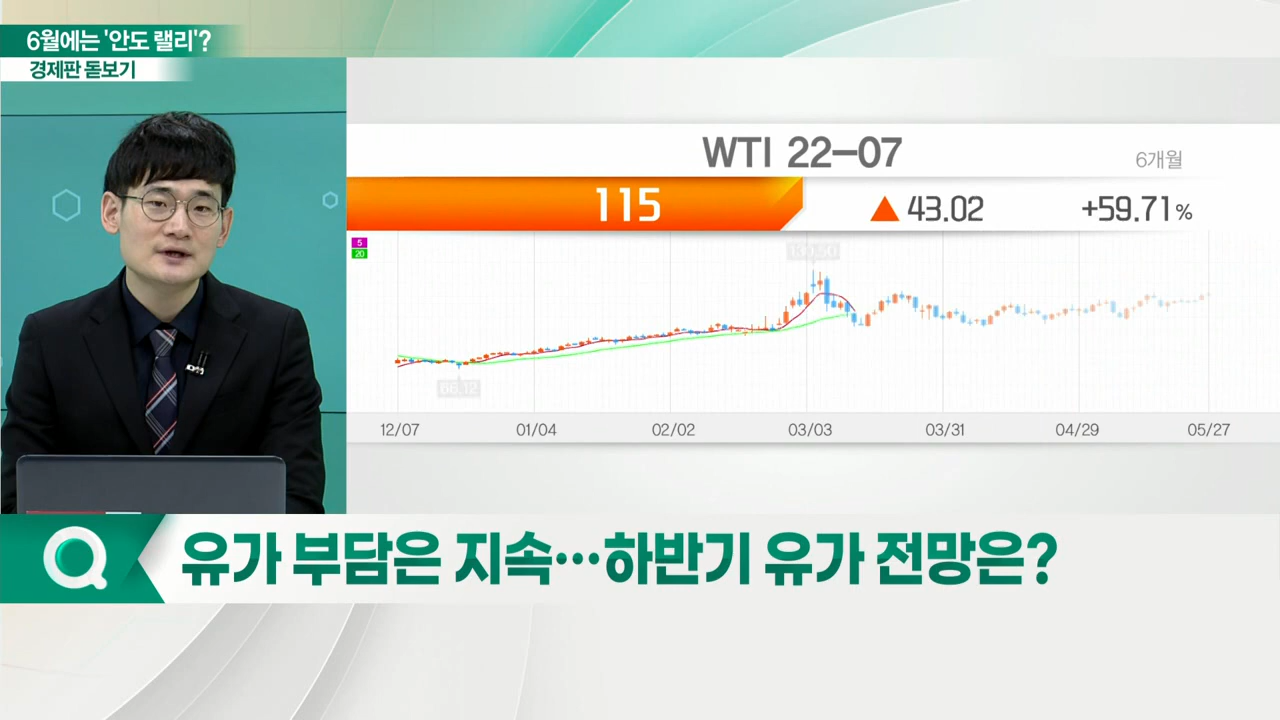 6월에는 '안도 랠리'?
경제판 돋보기
WTI 22-07
6개월
115 ▲ 43.02 +59.71%
5
20
66.12
12/07 01/04 02/02 03/03 03/31 04/29 05/27
유가 부담은 지속…하반기 유가 전망은?